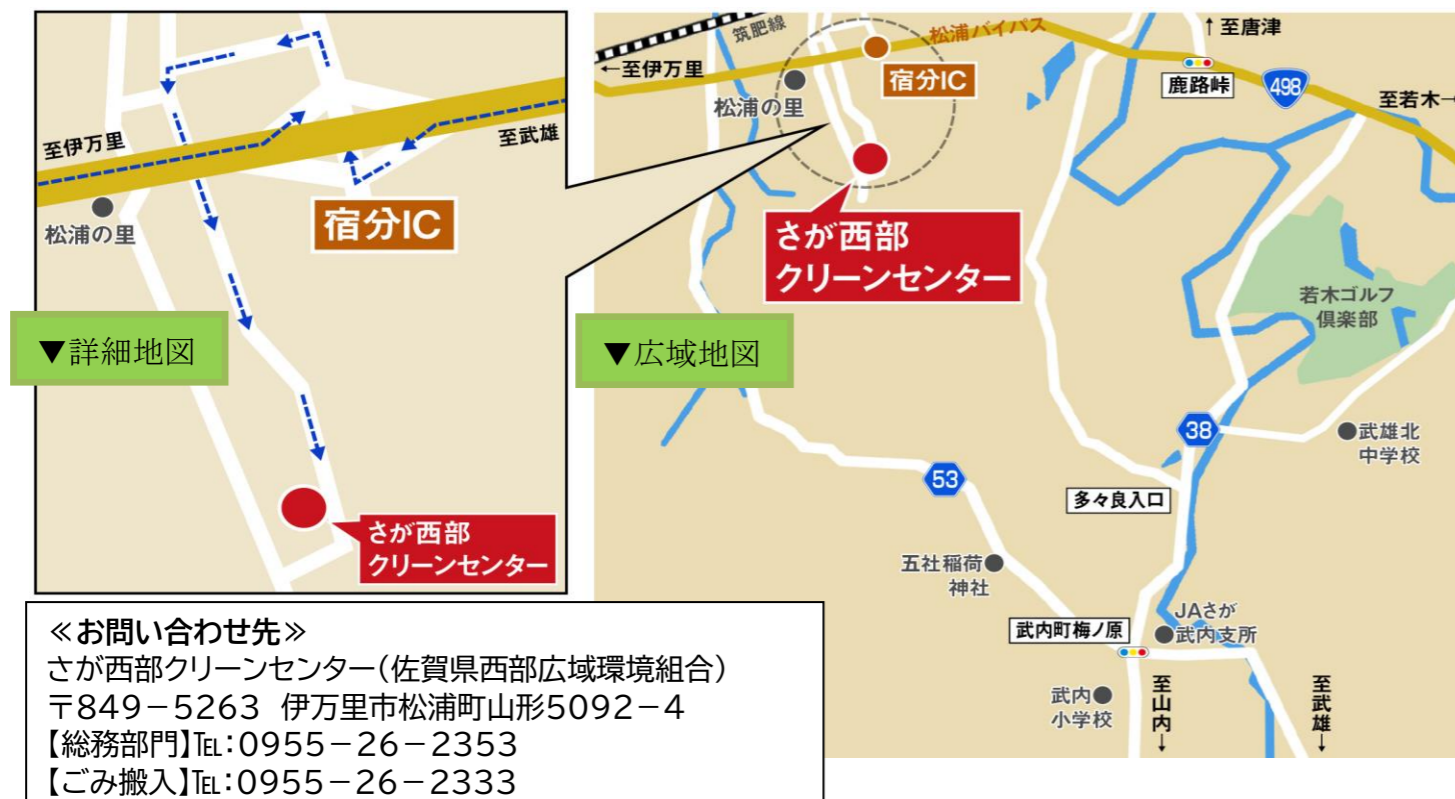 至伊万里
至武雄
松浦の里
宿分IC
▼詳細地図
さが西部
クリーンセンター
筑肥線
松浦バイパス
↑至唐津
←至伊万里
宿分IC
鹿路峠
498
至若木→
松浦の里
さが西部
クリーンセンター
若木ゴルフ
倶楽部
▼広域地図
38
武雄北
中学校
53
多々良入口
五社稲荷
神社
武内町梅ノ原
JAさが
武内支所
武内
小学校
至山内↓
至武雄↓
≪お問い合わせ先≫
さが西部クリーンセンター(佐賀県西部広域環境組合)
〒849-5263 伊万里市松浦町山形5092-4
【総務部門】℡:0955-26-2353
【ごみ搬入】℡:0955-26-2333